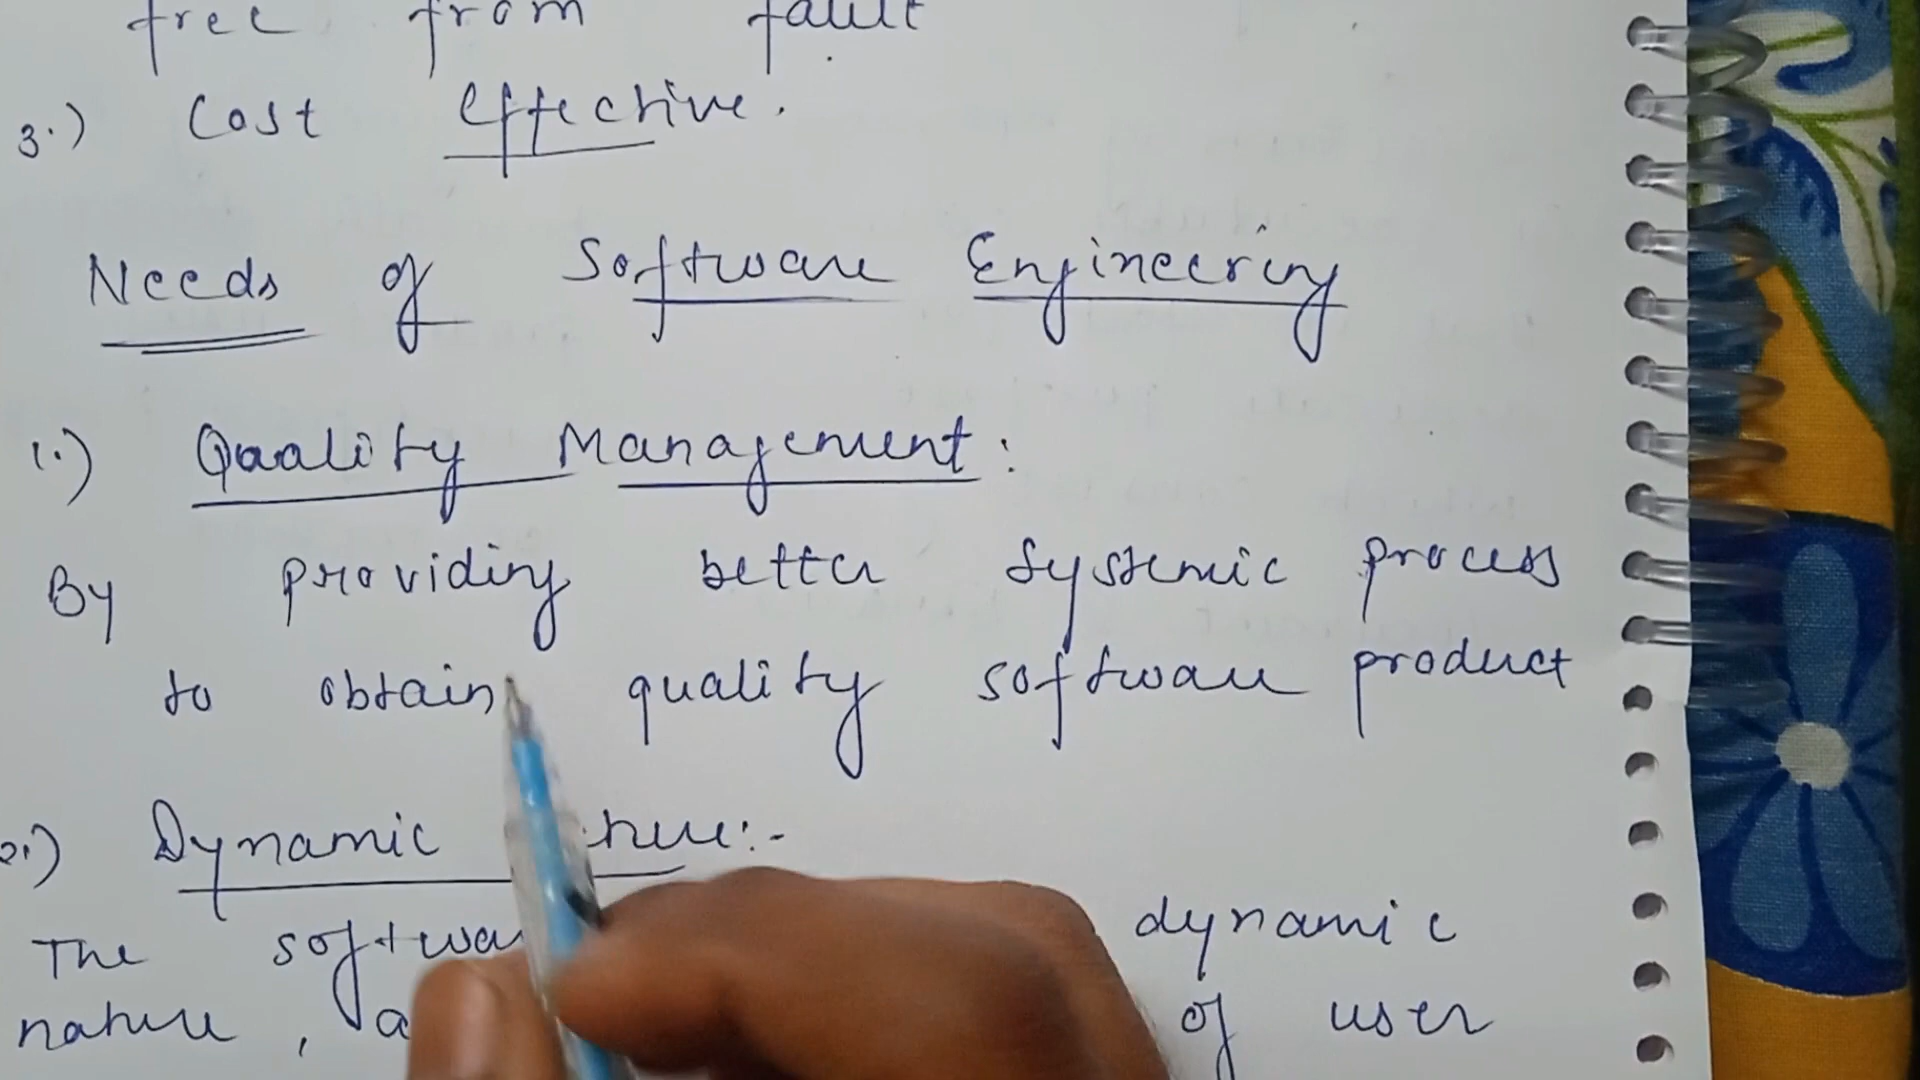 free from fault
3.) Cost effective.
Needs of Software Engineering
1.) Quality Management:
By providing better Systemic process
to obtain quality software product
2.) Dynamic
The dynamic
nature, of user